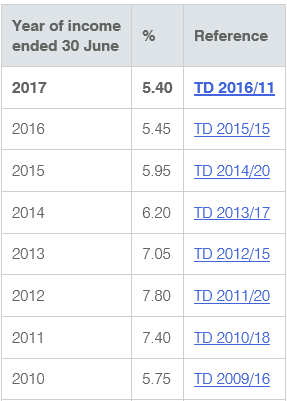 Year of income ended 30 June % Reference
2017 5.40 TD 2016/11
2016 5.45 TD 2015/15
2015 5.95 TD 2014/20
2014 6.20 TD 2013/17
2013 7.05 TD 2012/15
2012 7.80 TD 2011/20
2011 7.40 TD 2010/18
2010 5.75 TD 2009/16